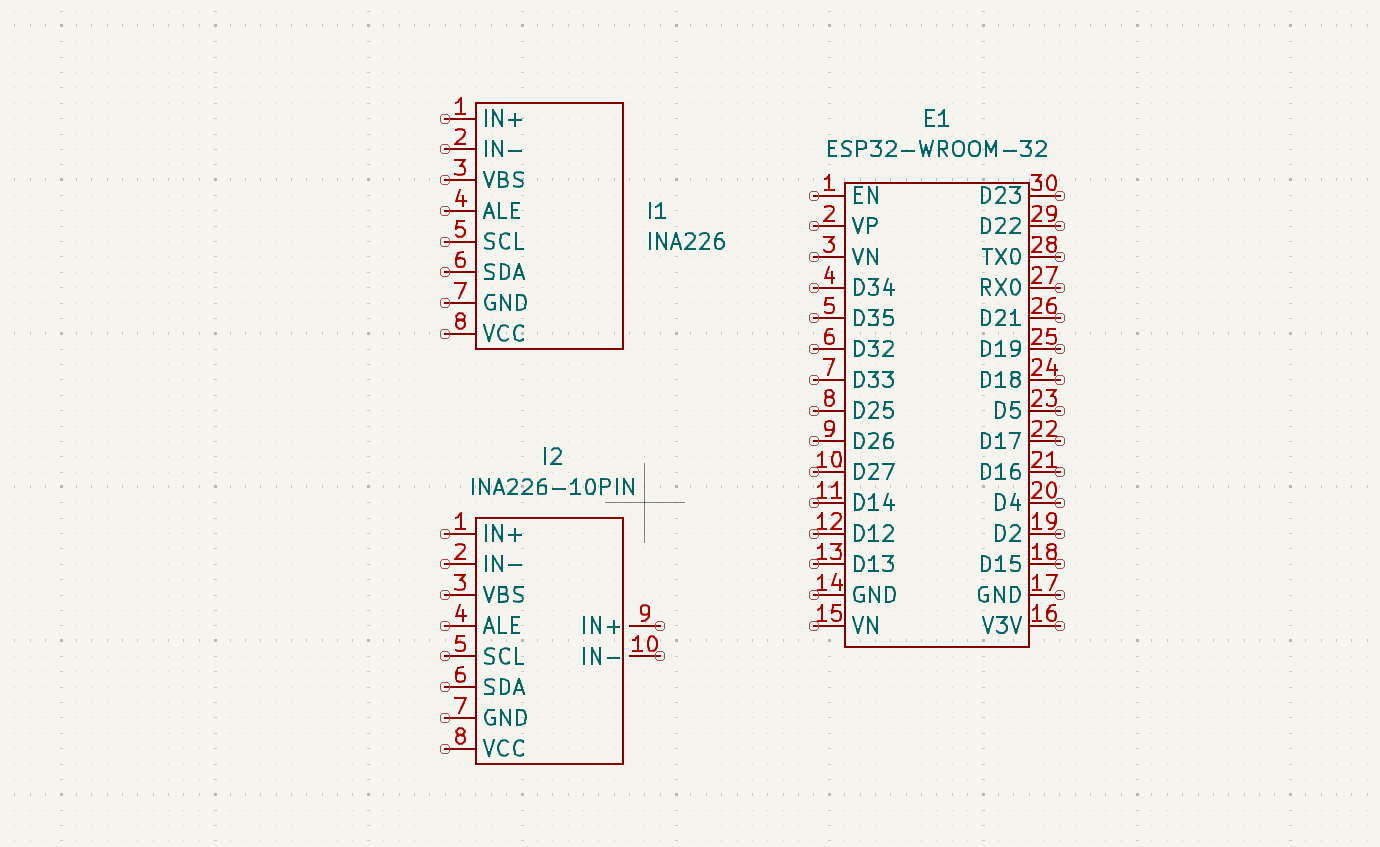 1 IN+
2 IN-
3 VBS
4 ALE
5 SCL
6 SDA
7 GND
8 VCC
I1
INA226
I2
INA226-10PIN
1 IN+
2 IN-
3 VBS
4 ALE IN+ 9
5 SCL IN- 10
6 SDA
7 GND
8 VCC
E1
ESP32-WROOM-32
1 EN D23 30
2 VP D22 29
3 VN TX0 28
4 D34 RX0 27
5 D35 D21 26
6 D32 D19 25
7 D33 D18 24
8 D25 D5 23
9 D26 D17 22
10 D27 D16 21
11 D14 D4 20
12 D12 D2 19
13 D13 D15 18
14 GND GND 17
15 VN V3V 16